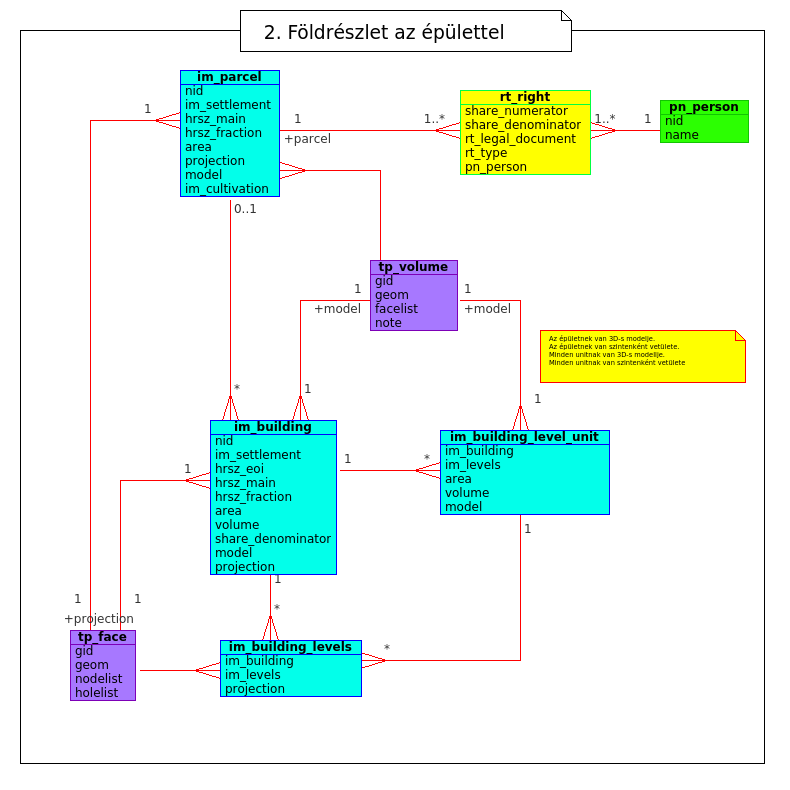 2. Földrészlet az épülettel
im_parcel
nid
im_settlement
hrsz_main
hrsz_fraction
area
projection
model
im_cultivation
1
1
+parcel
1..*
rt_right
share_numerator
share_denominator
rt_legal_document
rt_type
pn_person
1..*
1
pn_person
nid
name
0..1
tp_volume
gid
geom
facelist
note
1
+model
1
+model
Az épületnek van 3D-s modellje.
Az épületnek van szintenként vetülete.
Minden unitnak van 3D-s modellje.
Minden unitnak van szintenként vetülete
*
1
1
im_building
nid
im_settlement
hrsz_eoi
hrsz_main
hrsz_fraction
area
volume
share_denominator
model
projection
1
1
*
im_building_level_unit
im_building
im_levels
area
volume
model
1
1
*
1
1
+projection
tp_face
gid
geom
nodelist
holelist
im_building_levels
im_building
im_levels
projection
*